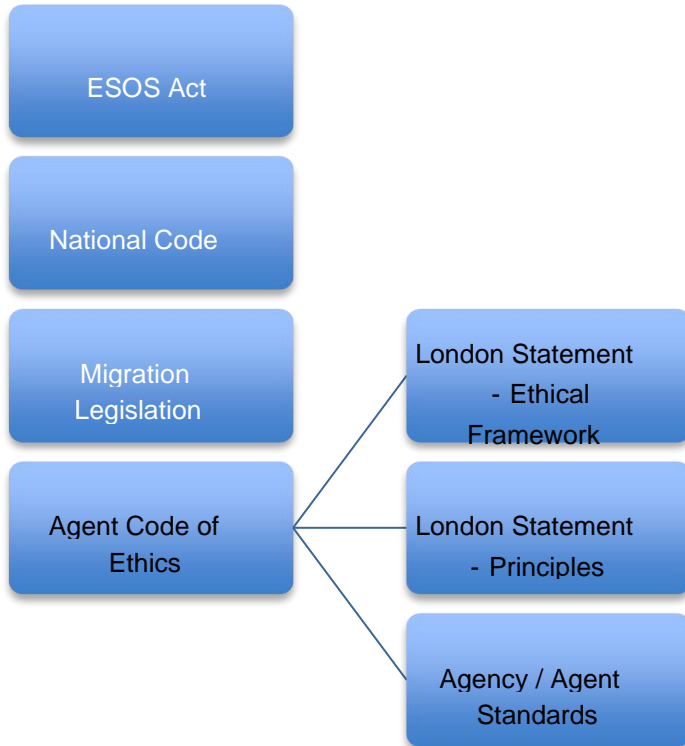 ESOS Act
National Code
Migration
Legislation
Agent Code of
Ethics
London Statement
- Ethical
Framework
London Statement
- Principles
Agency / Agent
Standards